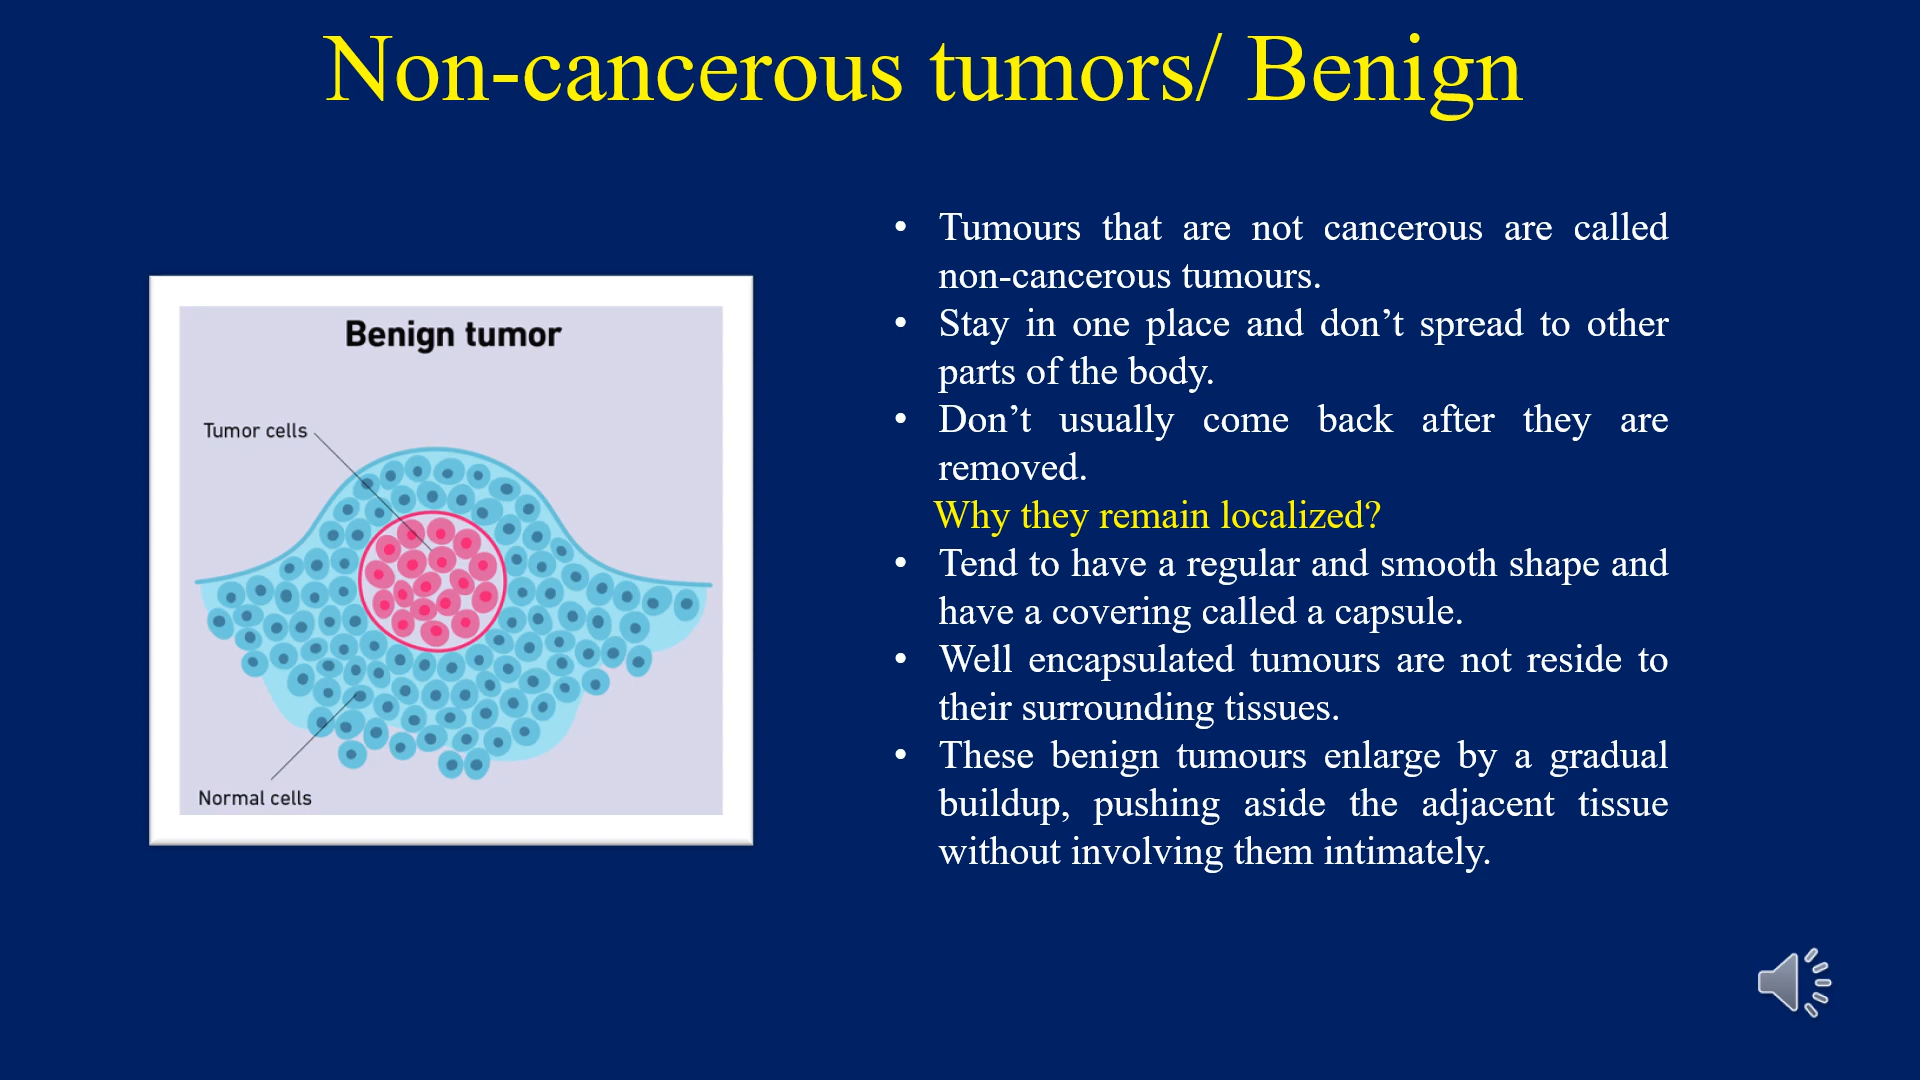 Non-cancerous tumors/ Benign
Benign tumor
Tumor cells
Normal cells
• Tumours that are not cancerous are called
non-cancerous tumours.
• Stay in one place and don’t spread to other
parts of the body.
• Don’t usually come back after they are
removed.
Why they remain localized?
• Tend to have a regular and smooth shape and
have a covering called a capsule.
• Well encapsulated tumours are not reside to
their surrounding tissues.
• These benign tumours enlarge by a gradual
buildup, pushing aside the adjacent tissue
without involving them intimately.